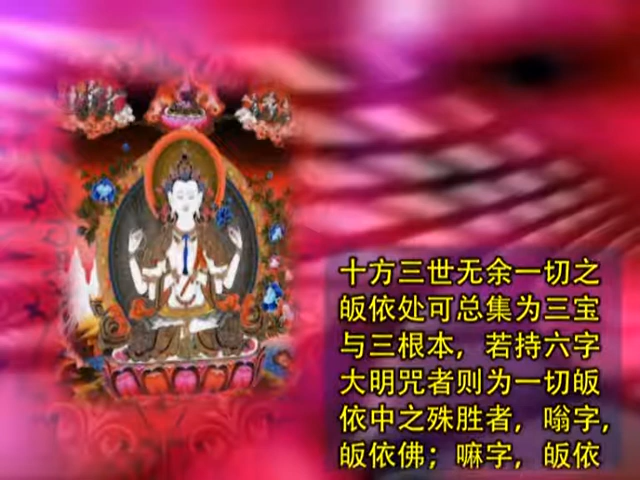 十方三世无余一切之
皈依处可总集为三宝
与三根本，若持六字
大明咒者则为一切皈
依中之殊胜者，嗡字，
皈依佛；嘛字，皈依